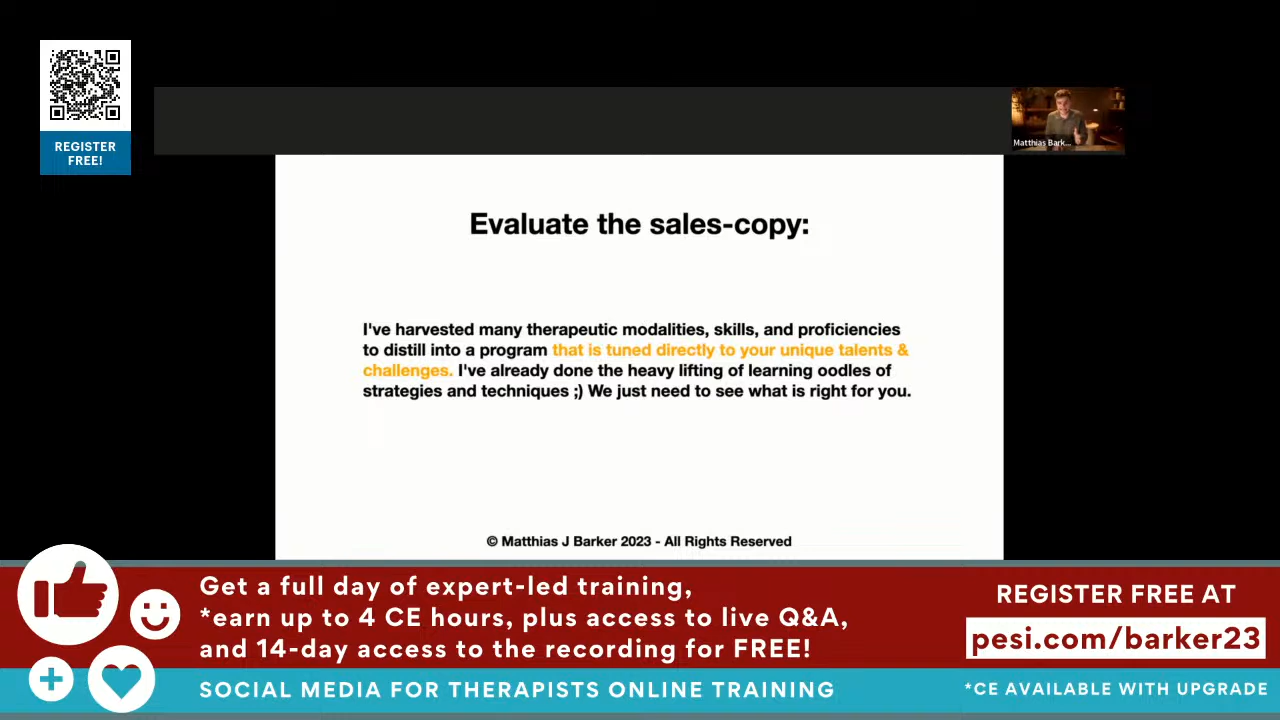 REGISTER
FREE!
Matthias Bark...
Evaluate the sales-copy:
I've harvested many therapeutic modalities, skills, and proficiencies
to distill into a program that is tuned directly to your unique talents &
challenges. I've already done the heavy lifting of learning oodles of
strategies and techniques ;) We just need to see what is right for you.
© Matthias J Barker 2023 - All Rights Reserved
Get a full day of expert-led training,
*earn up to 4 CE hours, plus access to live Q&A,
and 14-day access to the recording for FREE!
REGISTER FREE AT
pesi.com/barker23
SOCIAL MEDIA FOR THERAPISTS ONLINE TRAINING
*CE AVAILABLE WITH UPGRADE